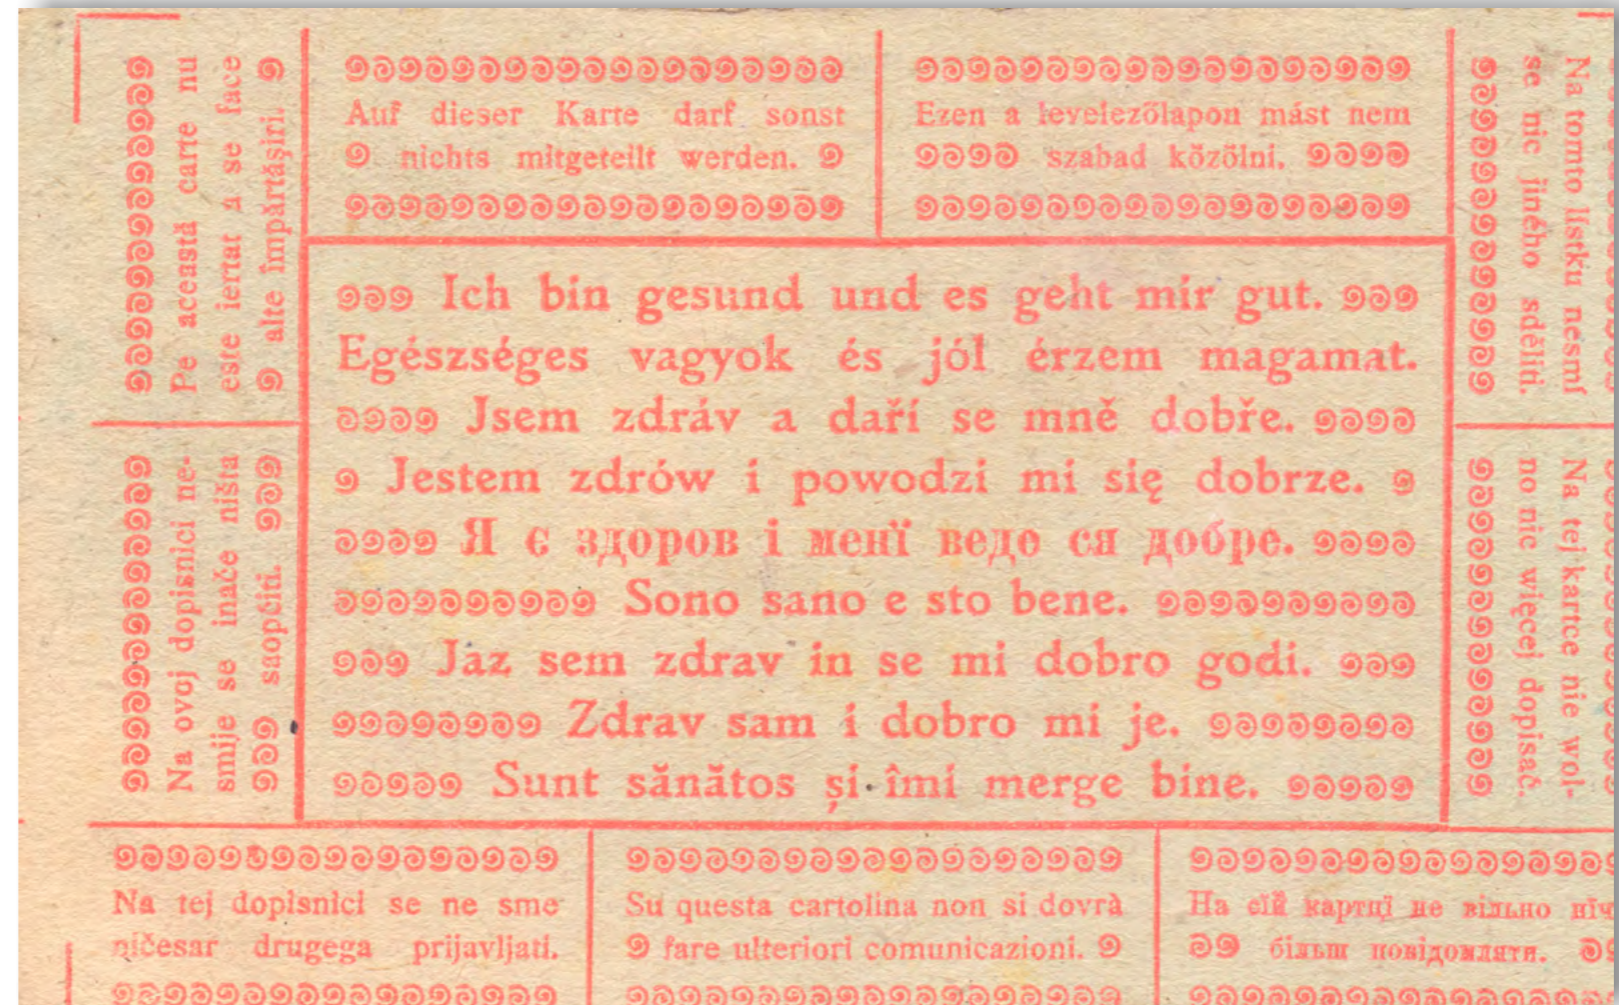 Auf dieser Karte darf sonst
nichts mitgeteilt werden.
Ezen a levelezőlapon mást nem
szabad közölni.
Pe această carte nu
este iertat a se face
alte împărtăşiri.
Na tomto lístku nesmí
se nic jiného sděliti.
Ich bin gesund und es geht mir gut.
Egészséges vagyok és jól érzem magamat.
Jsem zdráv a daří se mně dobře.
Jestem zdrów i powodzi mi się dobrze.
Я є здоров і менї ведо ся добре.
Sono sano e sto bene.
Jaz sem zdrav in se mi dobro godi.
Zdrav sam i dobro mi je.
Sunt sănătos și îmi merge bine.
Na ovoj dopisnici ne-
smije se inače ništa
saopćiti.
Na tej kartce nie wol-
no nic więcej dopisać.
Na tej dopisnici se ne sme
ničesar drugega prijavljati.
Su questa cartolina non si dovrà
fare ulteriori comunicazioni.
На сїй картцї не вільно нїч
більш повідомляти.